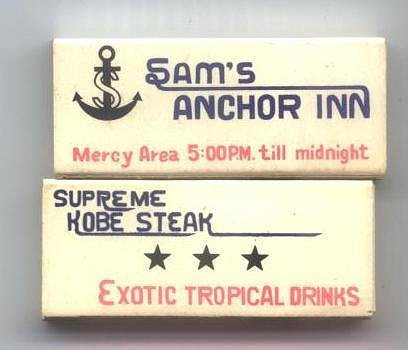 SAM'S
ANCHOR INN
Mercy Area 5:00P.M. till midnight
SUPREME
KOBE STEAK
EXOTIC TROPICAL DRINKS